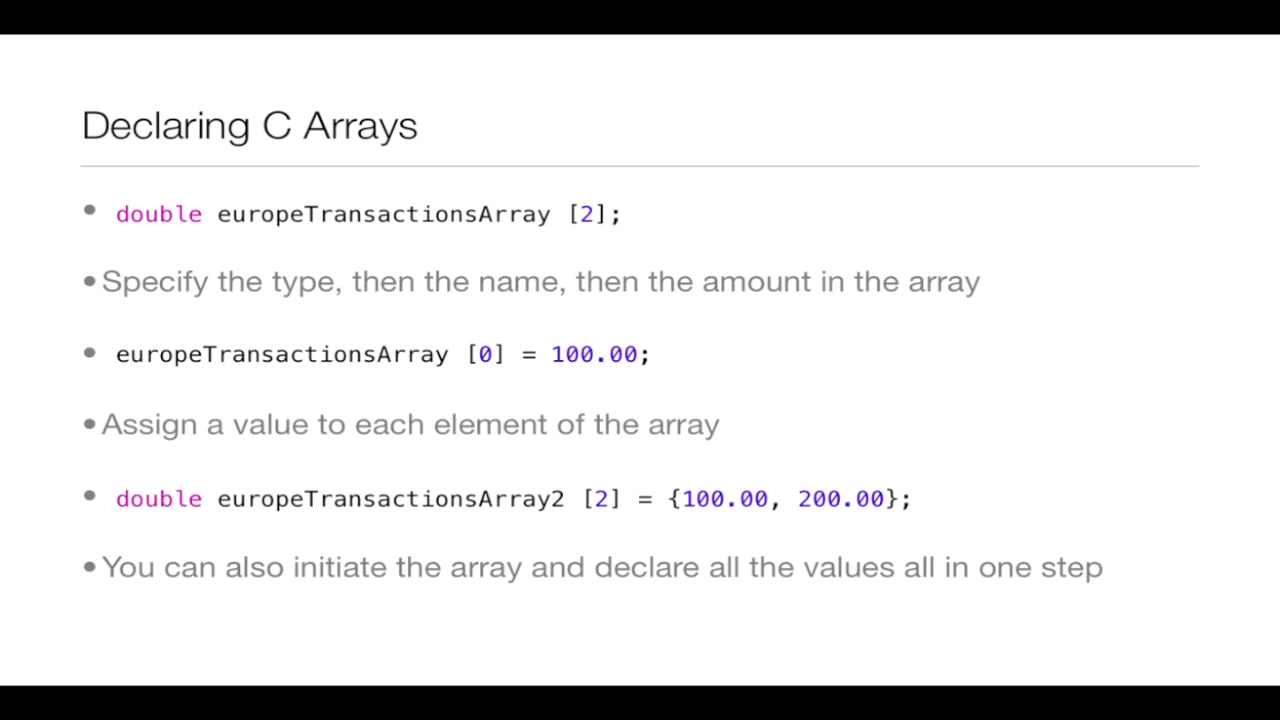 Declaring C Arrays
• double europeTransactionsArray [2];
• Specify the type, then the name, then the amount in the array
• europeTransactionsArray [0] = 100.00;
• Assign a value to each element of the array
• double europeTransactionsArray2 [2] = {100.00, 200.00};
• You can also initiate the array and declare all the values all in one step